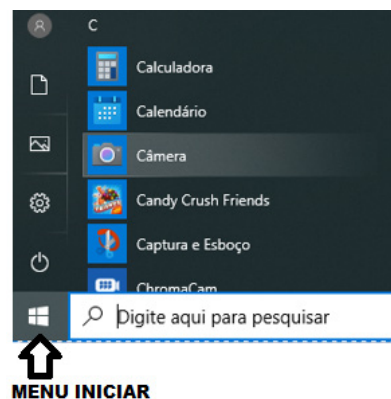 C
Calculadora
Calendário
Câmera
Candy Crush Friends
Captura e Esboço
ChromaCam
Digite aqui para pesquisar
MENU INICIAR